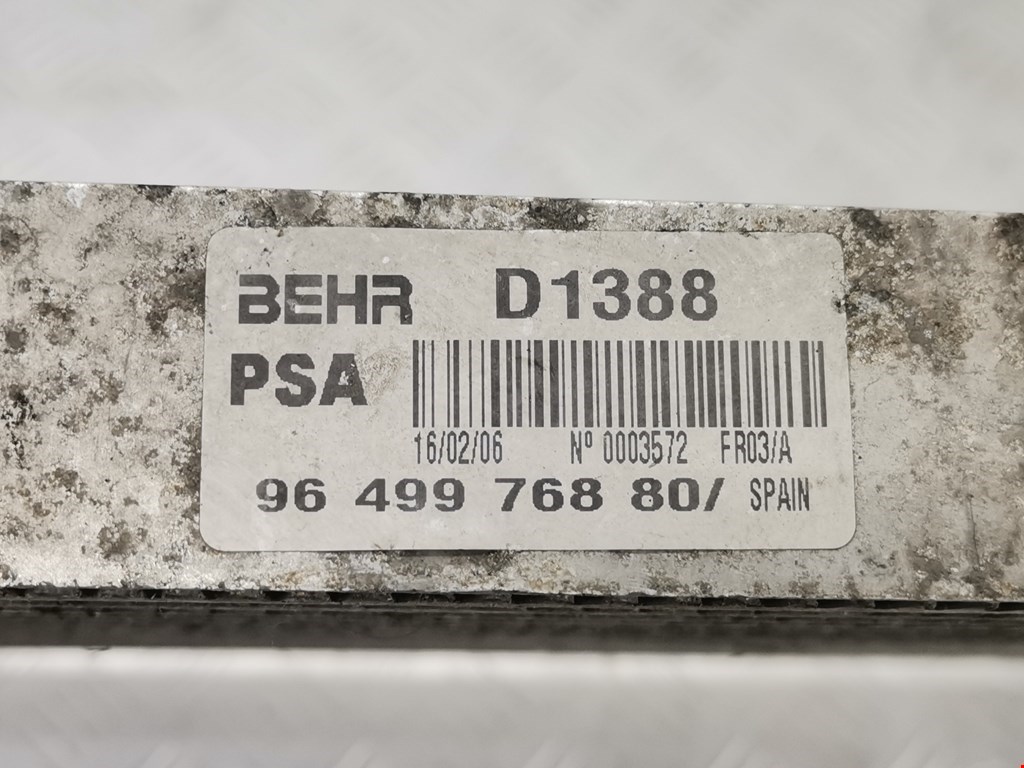 BEHR D1388
PSA
16/02/06 Nº 0003572 FR03/A
96 499 768 80/ SPAIN